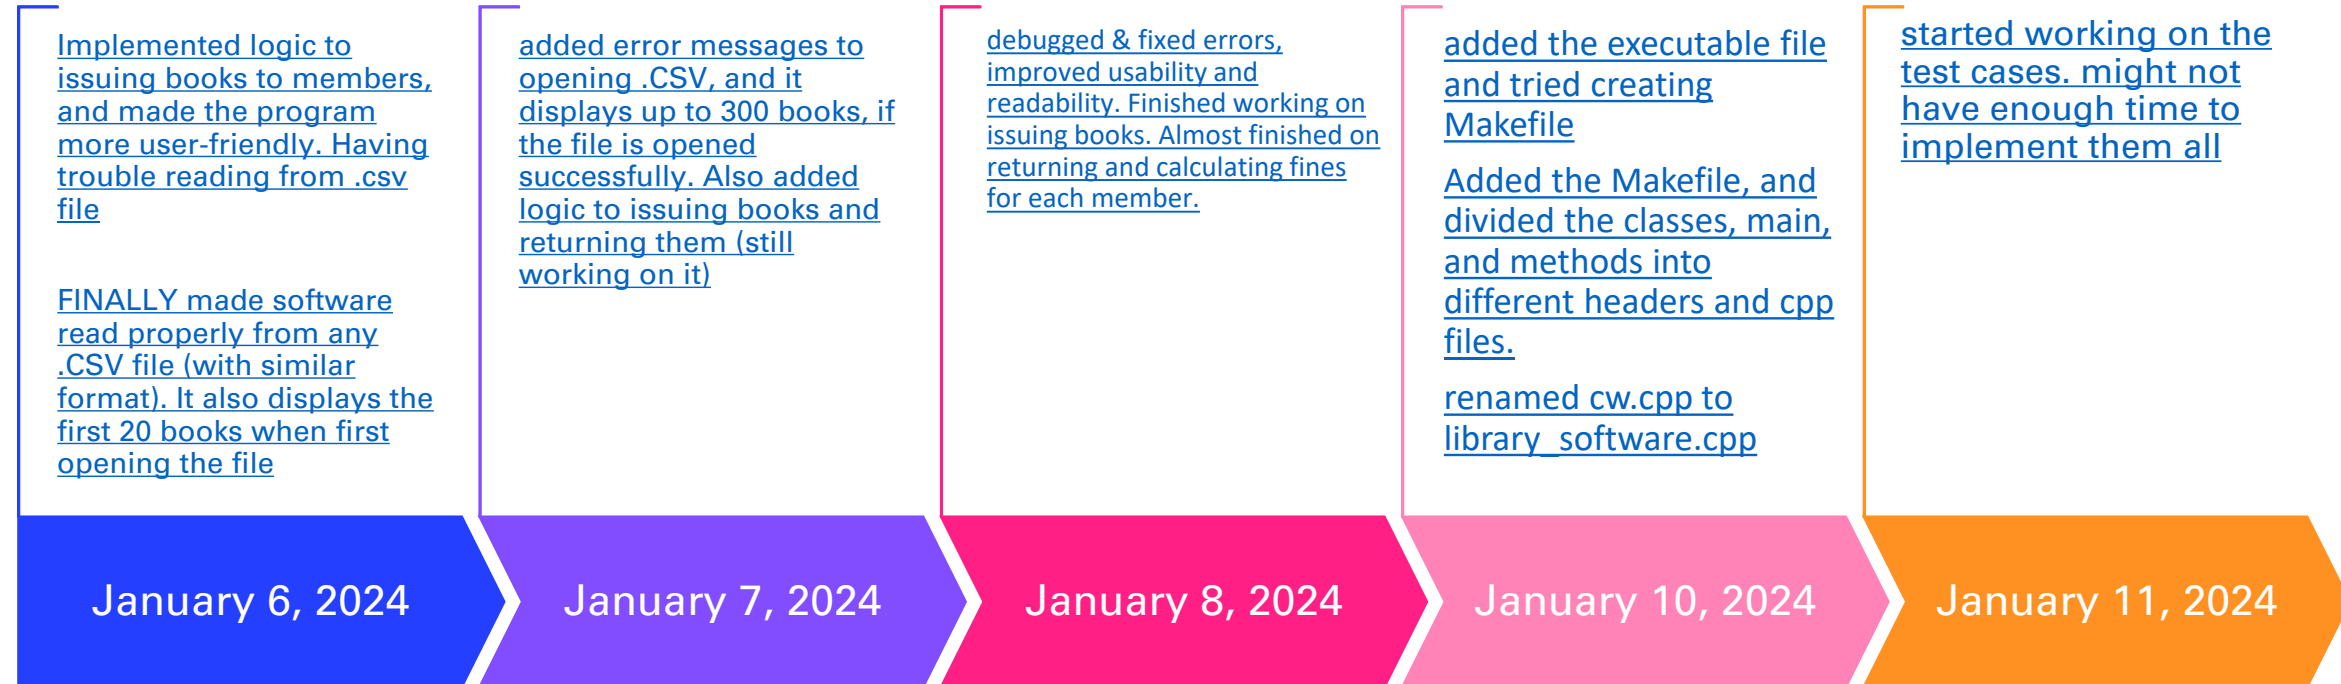 Implemented logic to
issuing books to members,
and made the program
more user-friendly. Having
trouble reading from .csv
file
FINALLY made software
read properly from any
.CSV file (with similar
format). It also displays the
first 20 books when first
opening the file
added error messages to
opening .CSV, and it
displays up to 300 books, if
the file is opened
successfully. Also added
logic to issuing books and
returning them (still
working on it)
debugged & fixed errors,
improved usability and
readability. Finished working on
issuing books. Almost finished on
returning and calculating fines
for each member.
added the executable file
and tried creating
Makefile
Added the Makefile, and
divided the classes, main,
and methods into
different headers and cpp
files.
renamed cw.cpp to
library_software.cpp
started working on the
test cases. might not
have enough time to
implement them all
January 6, 2024
January 7, 2024
January 8, 2024
January 10, 2024
January 11, 2024